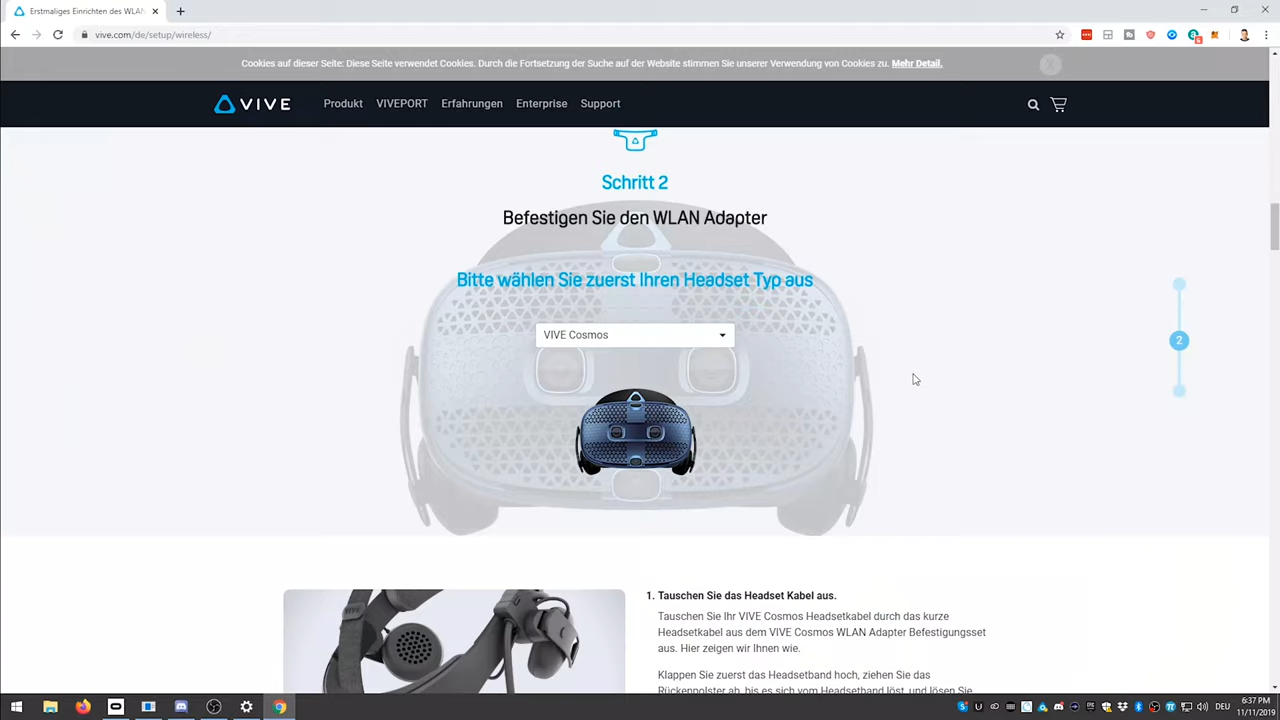 Erstmaliges Einrichten des WLAN
vive.com/de/setup/wireless/
Cookies auf dieser Seite: Diese Seite verwendet Cookies. Durch die Fortsetzung der Suche auf der Website stimmen Sie unserer Verwendung von Cookies zu. Mehr Detail.
VIVE
Produkt
VIVEPORT
Erfahrungen
Enterprise
Support
Schritt 2
Befestigen Sie den WLAN Adapter
Bitte wählen Sie zuerst Ihren Headset Typ aus
VIVE Cosmos
2
1. Tauschen Sie das Headset Kabel aus.
Tauschen Sie Ihr VIVE Cosmos Headsetkabel durch das kurze
Headsetkabel aus dem VIVE Cosmos WLAN Adapter Befestigungsset
aus. Hier zeigen wir Ihnen wie.
Klappen Sie zuerst das Headsetband hoch, ziehen Sie das
Rückenpolster ab, bis es sich vom Headsetband löst, und lösen Sie
DEU
6:37 PM
11/11/2019